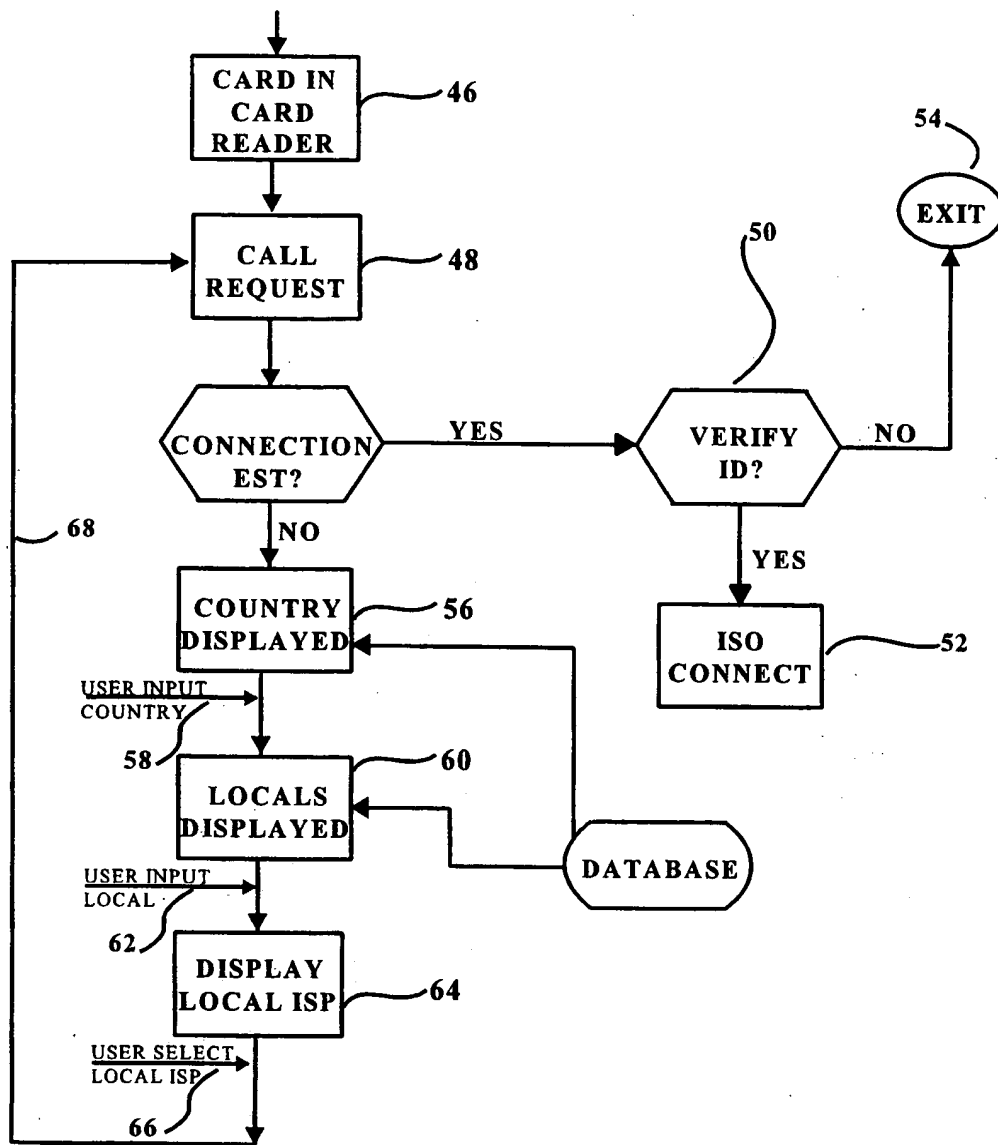 CARD IN
CARD
READER
46
54
EXIT
CALL
REQUEST
48
50
CONNECTION
EST?
YES
VERIFY
ID?
NO
68
NO
YES
COUNTRY
DISPLAYED
56
ISO
CONNECT
52
USER INPUT
COUNTRY
58
60
LOCALS
DISPLAYED
DATABASE
USER INPUT
LOCAL
62
DISPLAY
LOCAL ISP
64
USER SELECT
LOCAL ISP
66